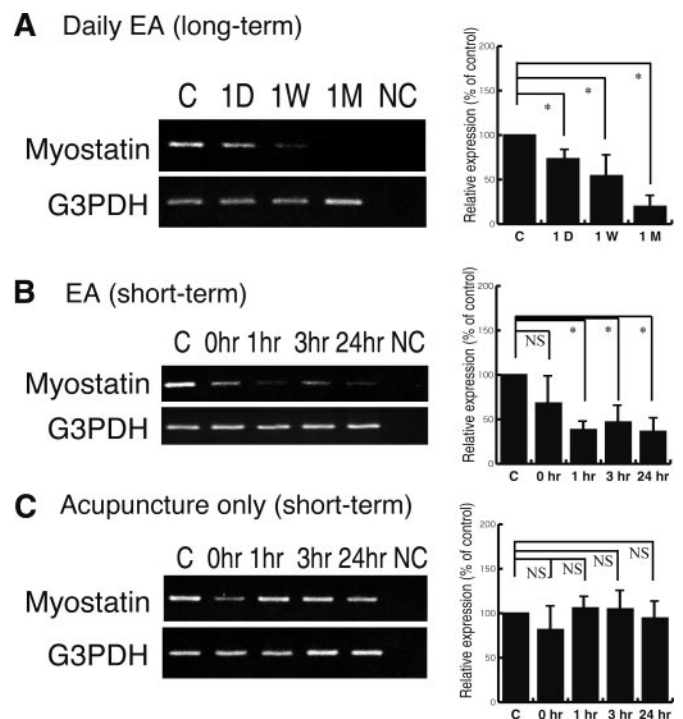 A Daily EA (long-term)
C 1D 1W 1M NC
Myostatin
G3PDH
Relative expression (% of control)
200
150
100
50
0
* * *
C 1 D 1 W 1 M
B EA (short-term)
C 0hr 1hr 3hr 24hr NC
Myostatin
G3PDH
Relative expression (% of control)
200
150
100
50
0
NS * * *
C 0 hr 1 hr 3 hr 24 hr
C Acupuncture only (short-term)
C 0hr 1hr 3hr 24hr NC
Myostatin
G3PDH
Relative expression (% of control)
200
150
100
50
0
NS NS NS NS
C 0 hr 1 hr 3 hr 24 hr